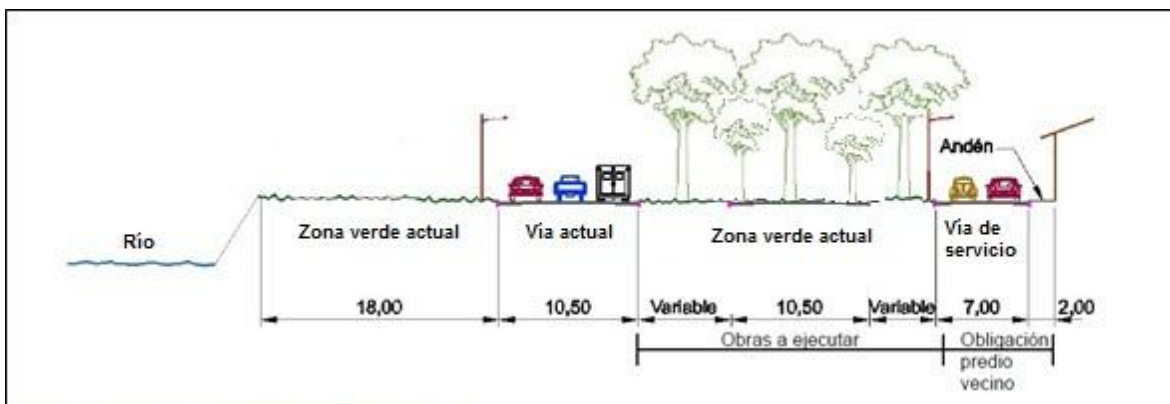 Andén
Río
Zona verde actual
Vía actual
Zona verde actual
Vía de
servicio
18,00
10,50
Variable
10,50
Variable
7,00
2,00
Obras a ejecutar
Obligación
predio
vecino